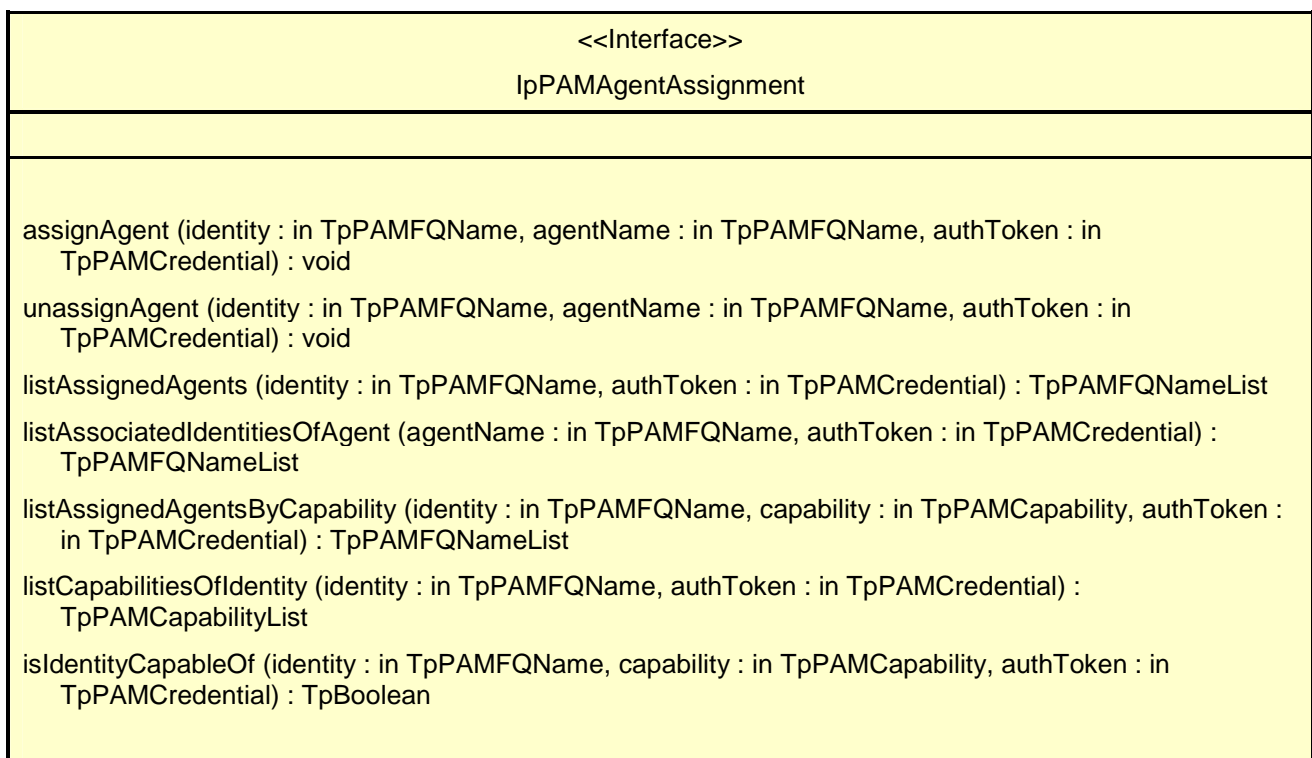 <<Interface>>
IpPAMAgentAssignment
assignAgent (identity : in TpPAMFQName, agentName : in TpPAMFQName, authToken : in
TpPAMCredential) : void
unassignAgent (identity : in TpPAMFQName, agentName : in TpPAMFQName, authToken : in
TpPAMCredential) : void
listAssignedAgents (identity : in TpPAMFQName, authToken : in TpPAMCredential) : TpPAMFQNameList
listAssociatedIdentitiesOfAgent (agentName : in TpPAMFQName, authToken : in TpPAMCredential) :
TpPAMFQNameList
listAssignedAgentsByCapability (identity : in TpPAMFQName, capability : in TpPAMCapability, authToken :
in TpPAMCredential) : TpPAMFQNameList
listCapabilitiesOfIdentity (identity : in TpPAMFQName, authToken : in TpPAMCredential) :
TpPAMCapabilityList
isIdentityCapableOf (identity : in TpPAMFQName, capability : in TpPAMCapability, authToken : in
TpPAMCredential) : TpBoolean